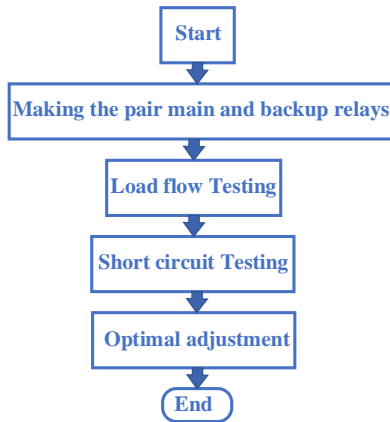 Start
Making the pair main and backup relays
Load flow Testing
Short circuit Testing
Optimal adjustment
End